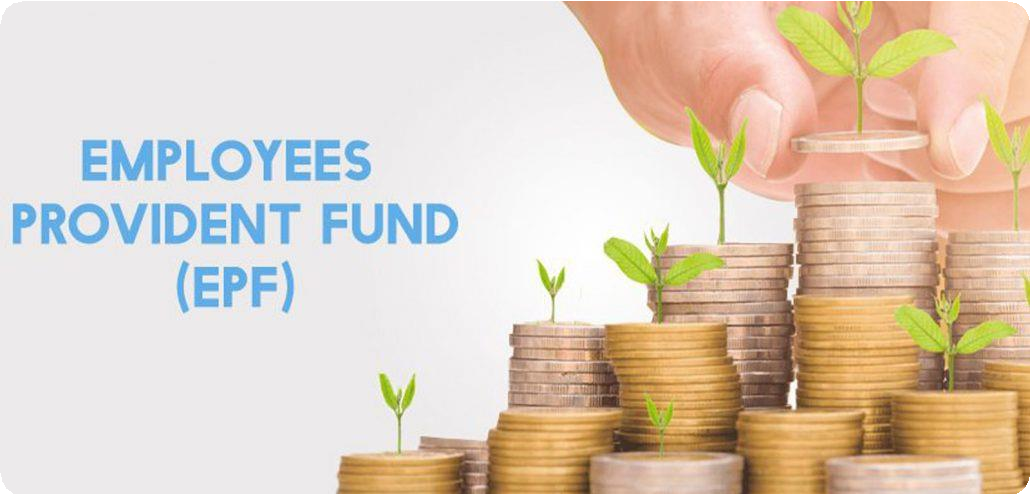 EMPLOYEES
PROVIDENT FUND
(EPF)